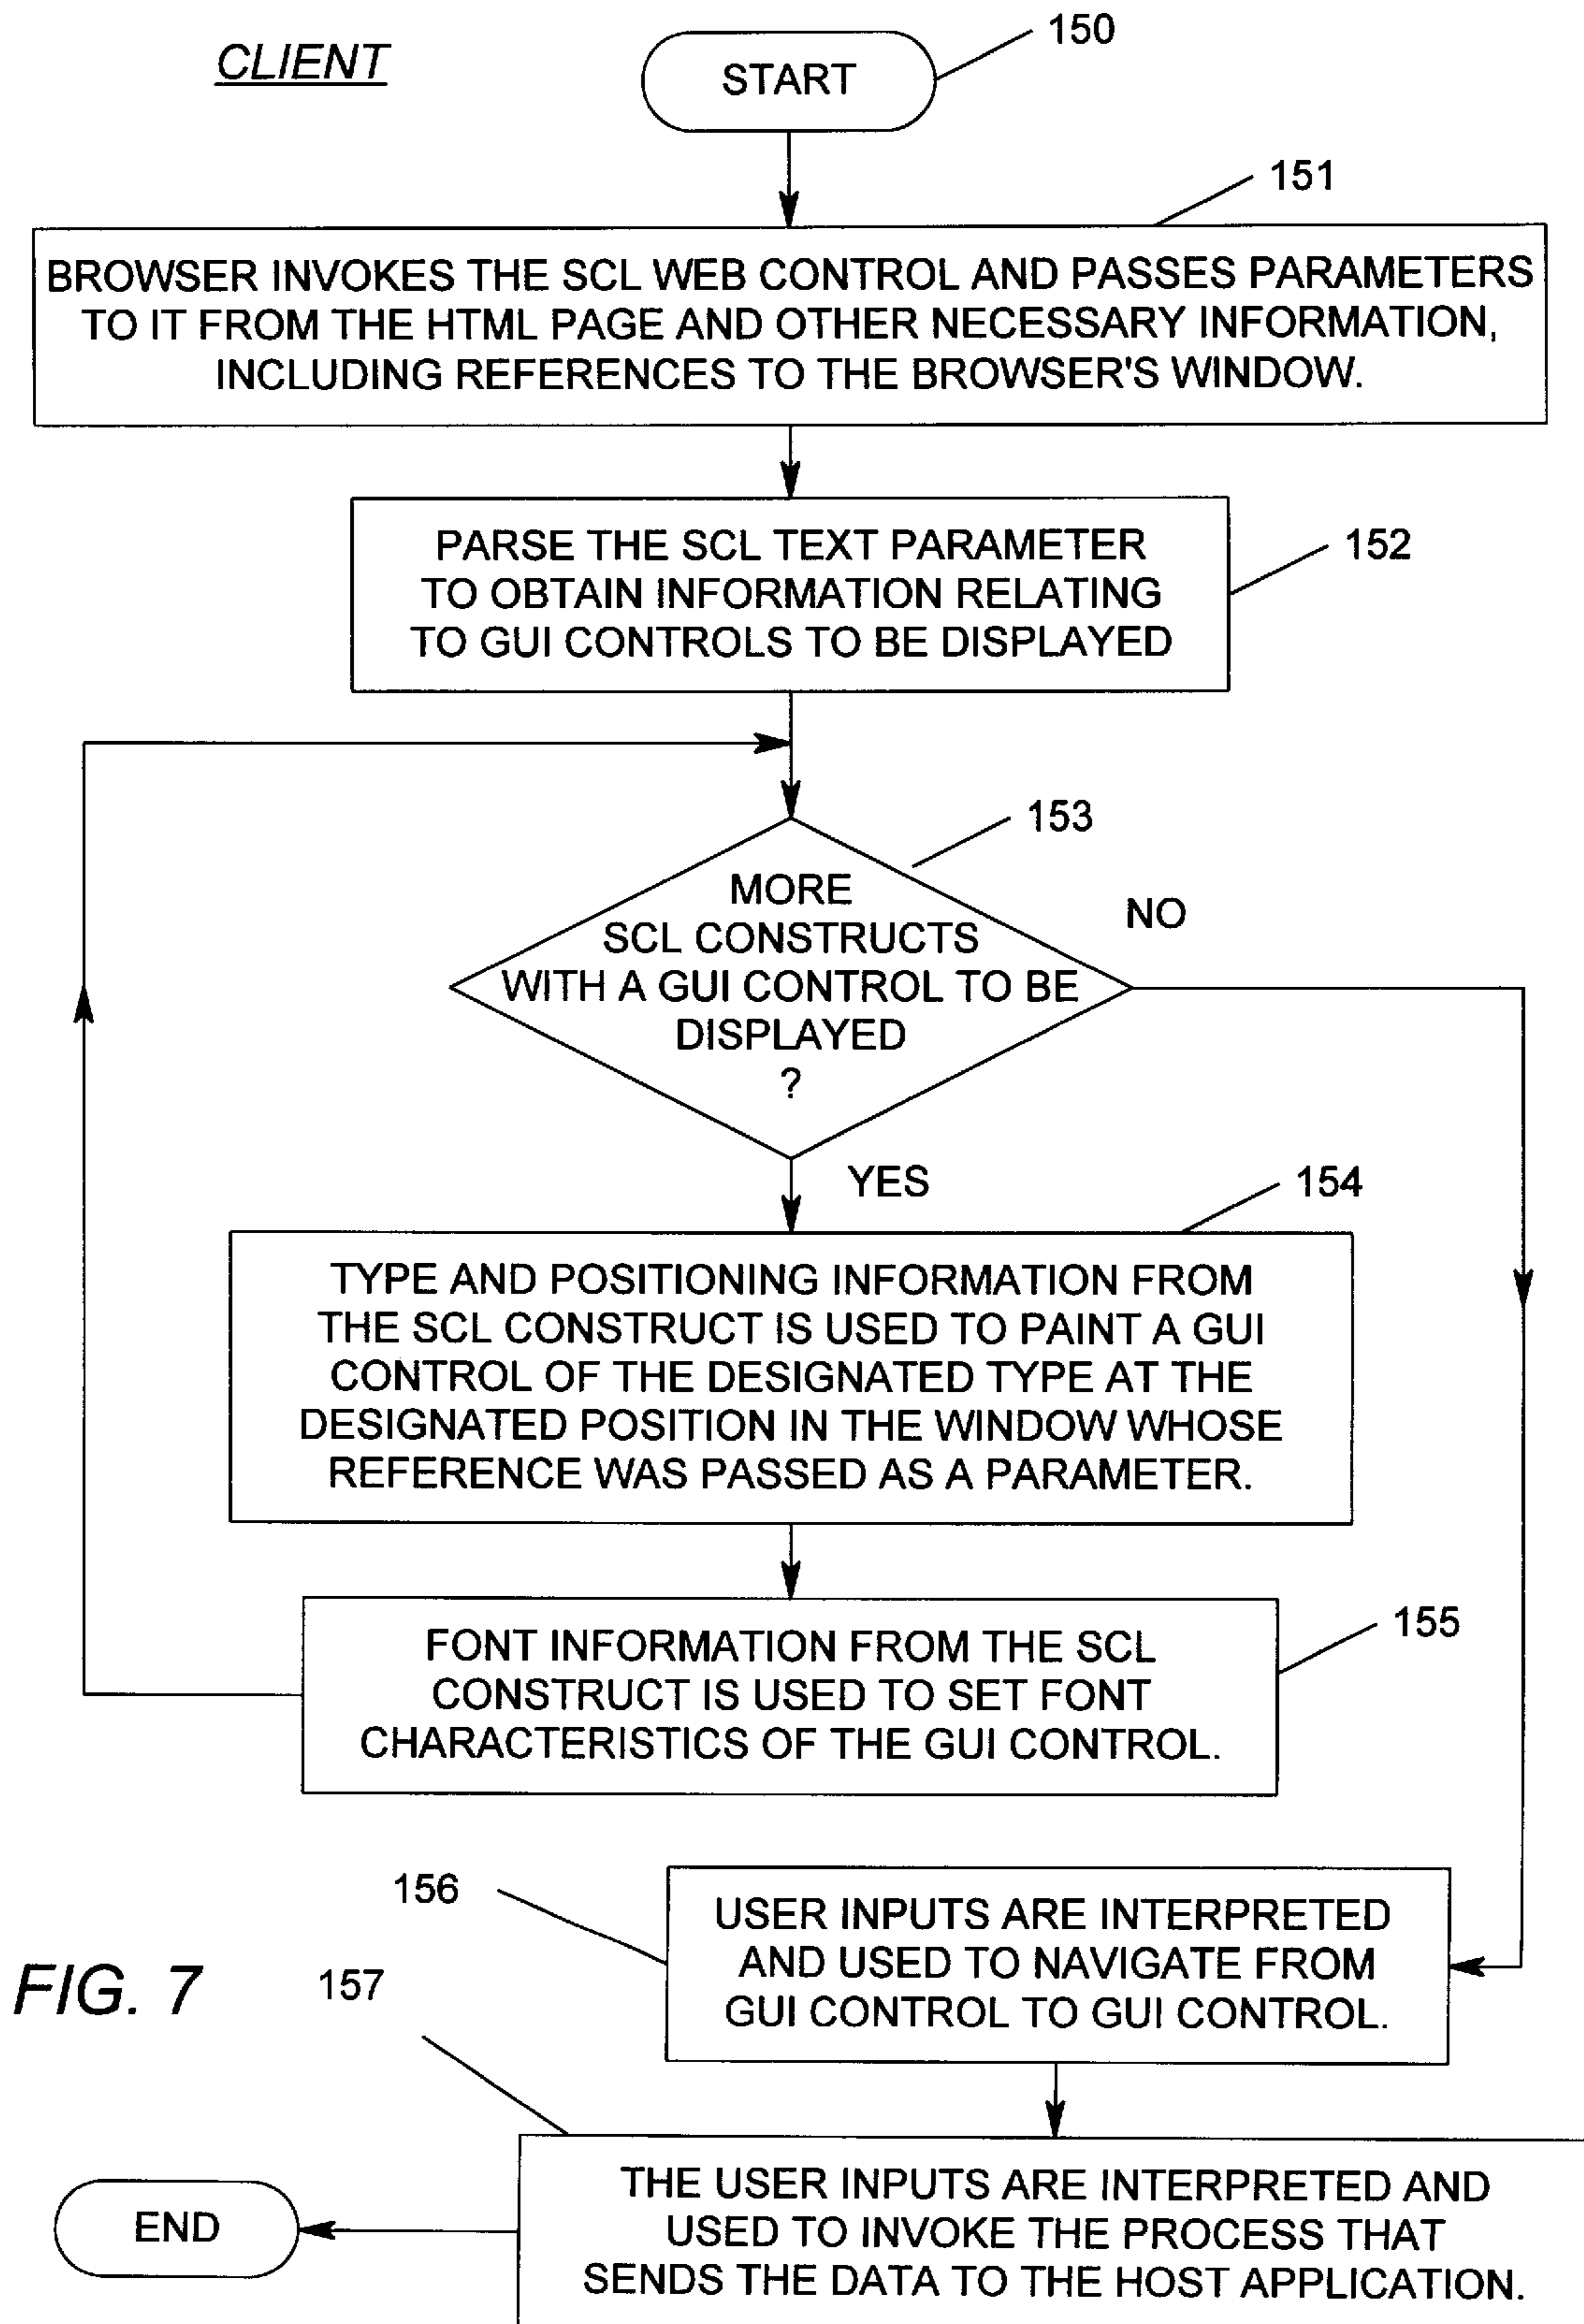 CLIENT
150
START
151
BROWSER INVOKES THE SCL WEB CONTROL AND PASSES PARAMETERS
TO IT FROM THE HTML PAGE AND OTHER NECESSARY INFORMATION,
INCLUDING REFERENCES TO THE BROWSER'S WINDOW.
152
PARSE THE SCL TEXT PARAMETER
TO OBTAIN INFORMATION RELATING
TO GUI CONTROLS TO BE DISPLAYED
153
MORE
SCL CONSTRUCTS
WITH A GUI CONTROL TO BE
DISPLAYED
?
NO
YES
154
TYPE AND POSITIONING INFORMATION FROM
THE SCL CONSTRUCT IS USED TO PAINT A GUI
CONTROL OF THE DESIGNATED TYPE AT THE
DESIGNATED POSITION IN THE WINDOW WHOSE
REFERENCE WAS PASSED AS A PARAMETER.
155
FONT INFORMATION FROM THE SCL
CONSTRUCT IS USED TO SET FONT
CHARACTERISTICS OF THE GUI CONTROL.
156
USER INPUTS ARE INTERPRETED
AND USED TO NAVIGATE FROM
GUI CONTROL TO GUI CONTROL.
FIG. 7
157
THE USER INPUTS ARE INTERPRETED AND
USED TO INVOKE THE PROCESS THAT
SENDS THE DATA TO THE HOST APPLICATION.
END